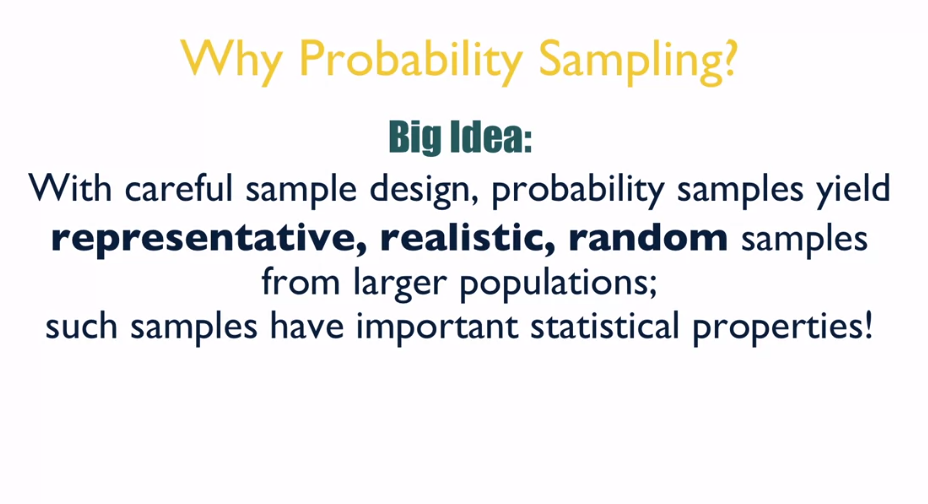 Why Probability Sampling?
Big Idea:
With careful sample design, probability samples yield
representative, realistic, random samples
from larger populations;
such samples have important statistical properties!